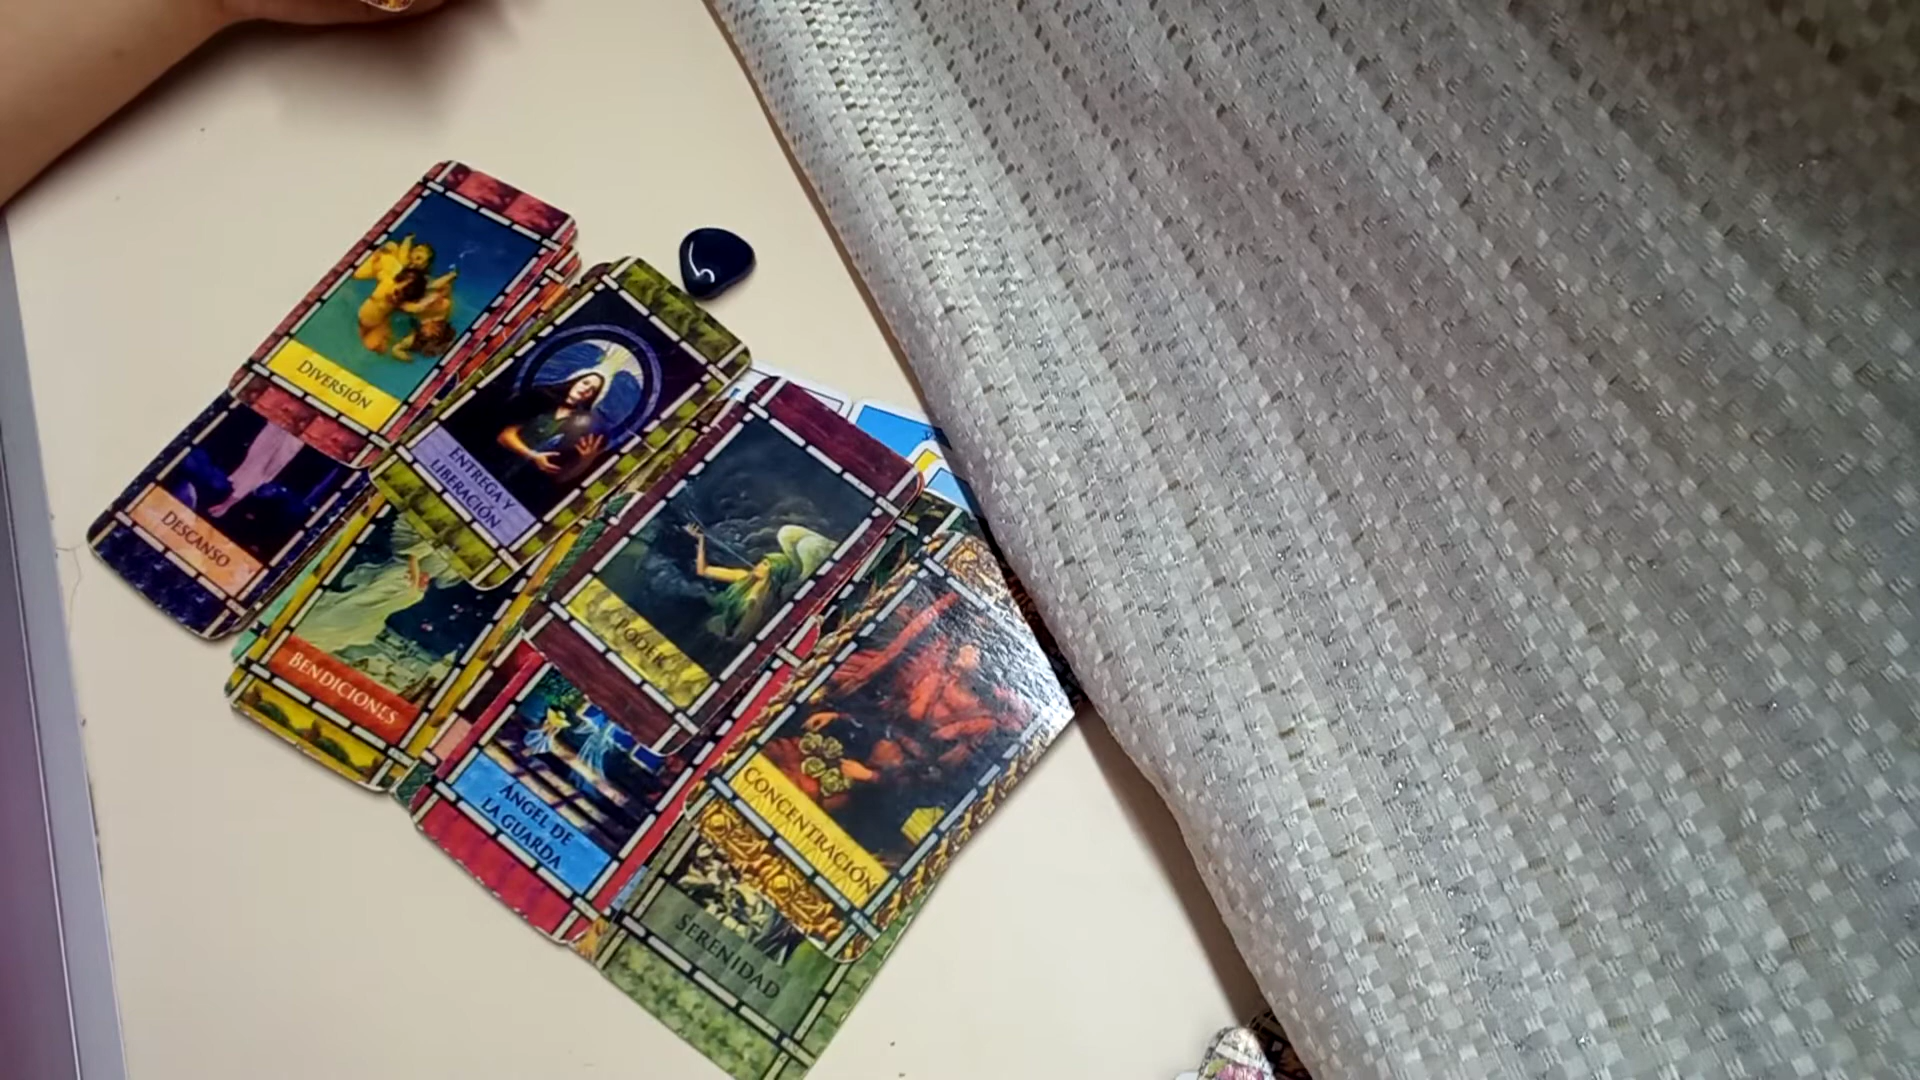 DIVERSIÓN
DESCANSO
ENTREGA Y
LIBERACIÓN
BENDICIONES
PODER
ÁNGEL DE
LA GUARDA
CONCENTRACIÓN
SERENIDAD